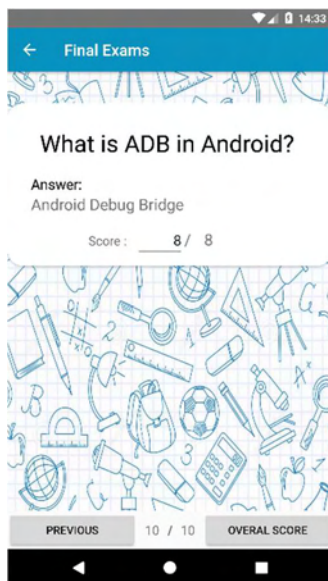 14:33
Final Exams
What is ADB in Android?
Answer:
Android Debug Bridge
Score : 8 / 8
PREVIOUS 10 / 10 OVERAL SCORE